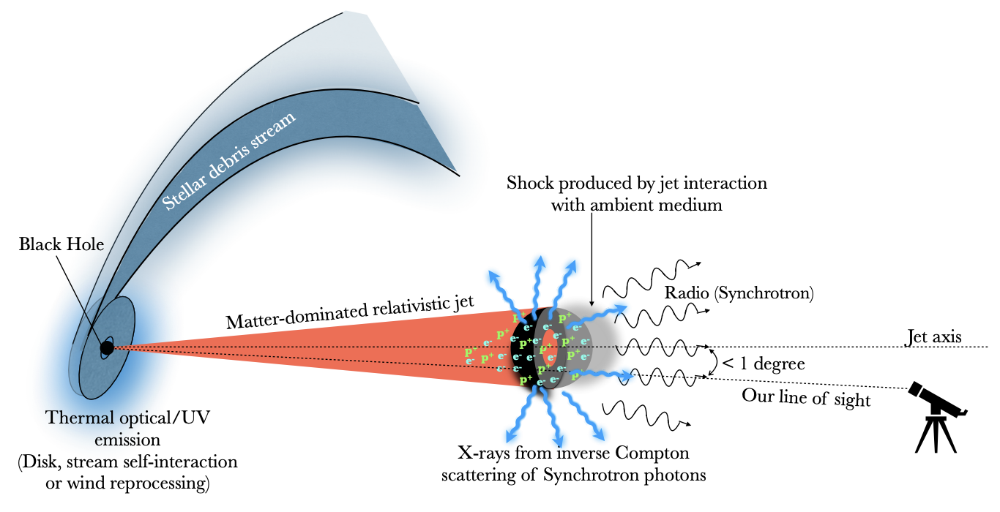 Stellar debris stream
Shock produced by jet interaction
with ambient medium
Black Hole
Matter-dominated relativistic jet
Radio (Synchrotron)
p+ e- e- p+
p+ e- p+ e- e- p+ e-
e- p+ e- p+
p+ e- p+ e- e- e- e-
e- e- p+ e- p+
p+ e- e-
Jet axis
< 1 degree
Our line of sight
Thermal optical/UV
emission
(Disk, stream self-interaction
or wind reprocessing)
X-rays from inverse Compton
scattering of Synchrotron photons